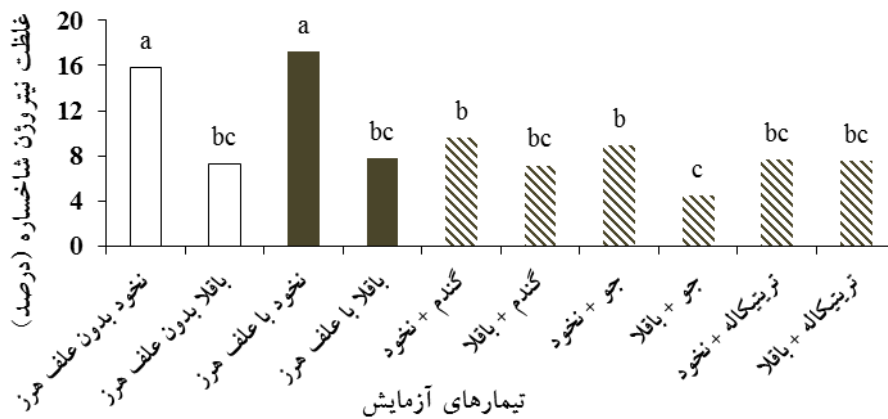 غلظت نیتروژن شاخساره (درصد)
20
16
12
8
4
0
a
bc
a
bc
b
bc
b
c
bc
bc
نخود بدون علف هرز
باقلا بدون علف هرز
نخود با علف هرز
باقلا با علف هرز
گندم + نخود
گندم + باقلا
جو + نخود
جو + باقلا
تریتیکاله + نخود
تریتیکاله + باقلا
تیمارهای آزمایش